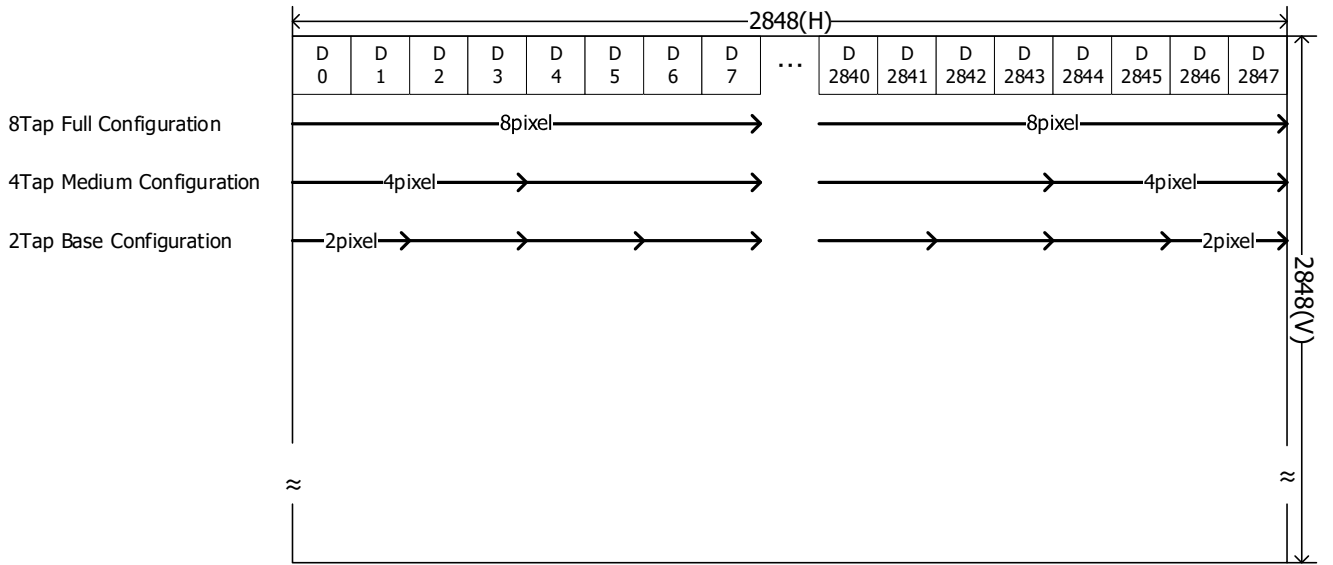 2848(H)
D D D D D D D D ... D D D D D D D D
0 1 2 3 4 5 6 7 2840 2841 2842 2843 2844 2845 2846 2847
8Tap Full Configuration 8pixel 8pixel
4Tap Medium Configuration 4pixel 4pixel
2Tap Base Configuration 2pixel 2pixel
2848(V)
≈ ≈